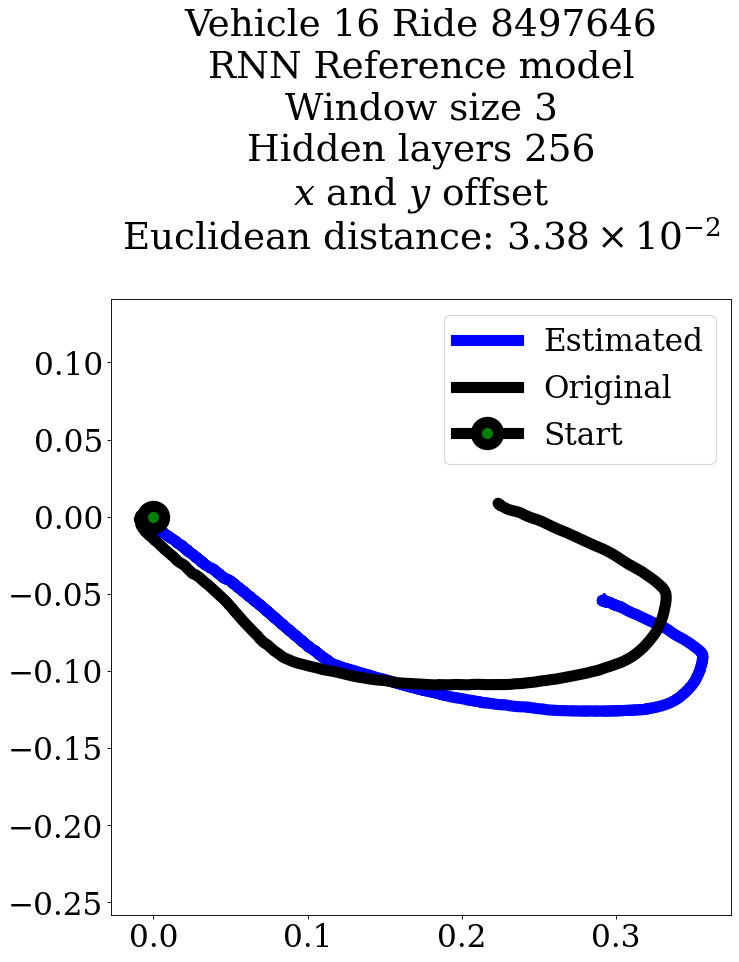 Vehicle 16 Ride 8497646
RNN Reference model
Window size 3
Hidden layers 256
x and y offset
Euclidean distance: 3.38 × 10⁻²
Estimated
Original
Start
0.10
0.05
0.00
−0.05
−0.10
−0.15
−0.20
−0.25
0.0 0.1 0.2 0.3